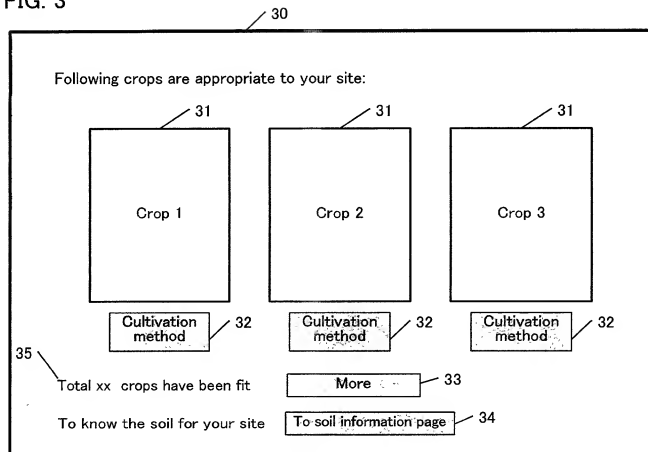 FIG. 3
30
Following crops are appropriate to your site:
31 31 31
Crop 1 Crop 2 Crop 3
Cultivation method 32 Cultivation method 32 Cultivation method 32
35
Total xx crops have been fit More 33
To know the soil for your site To soil information page 34